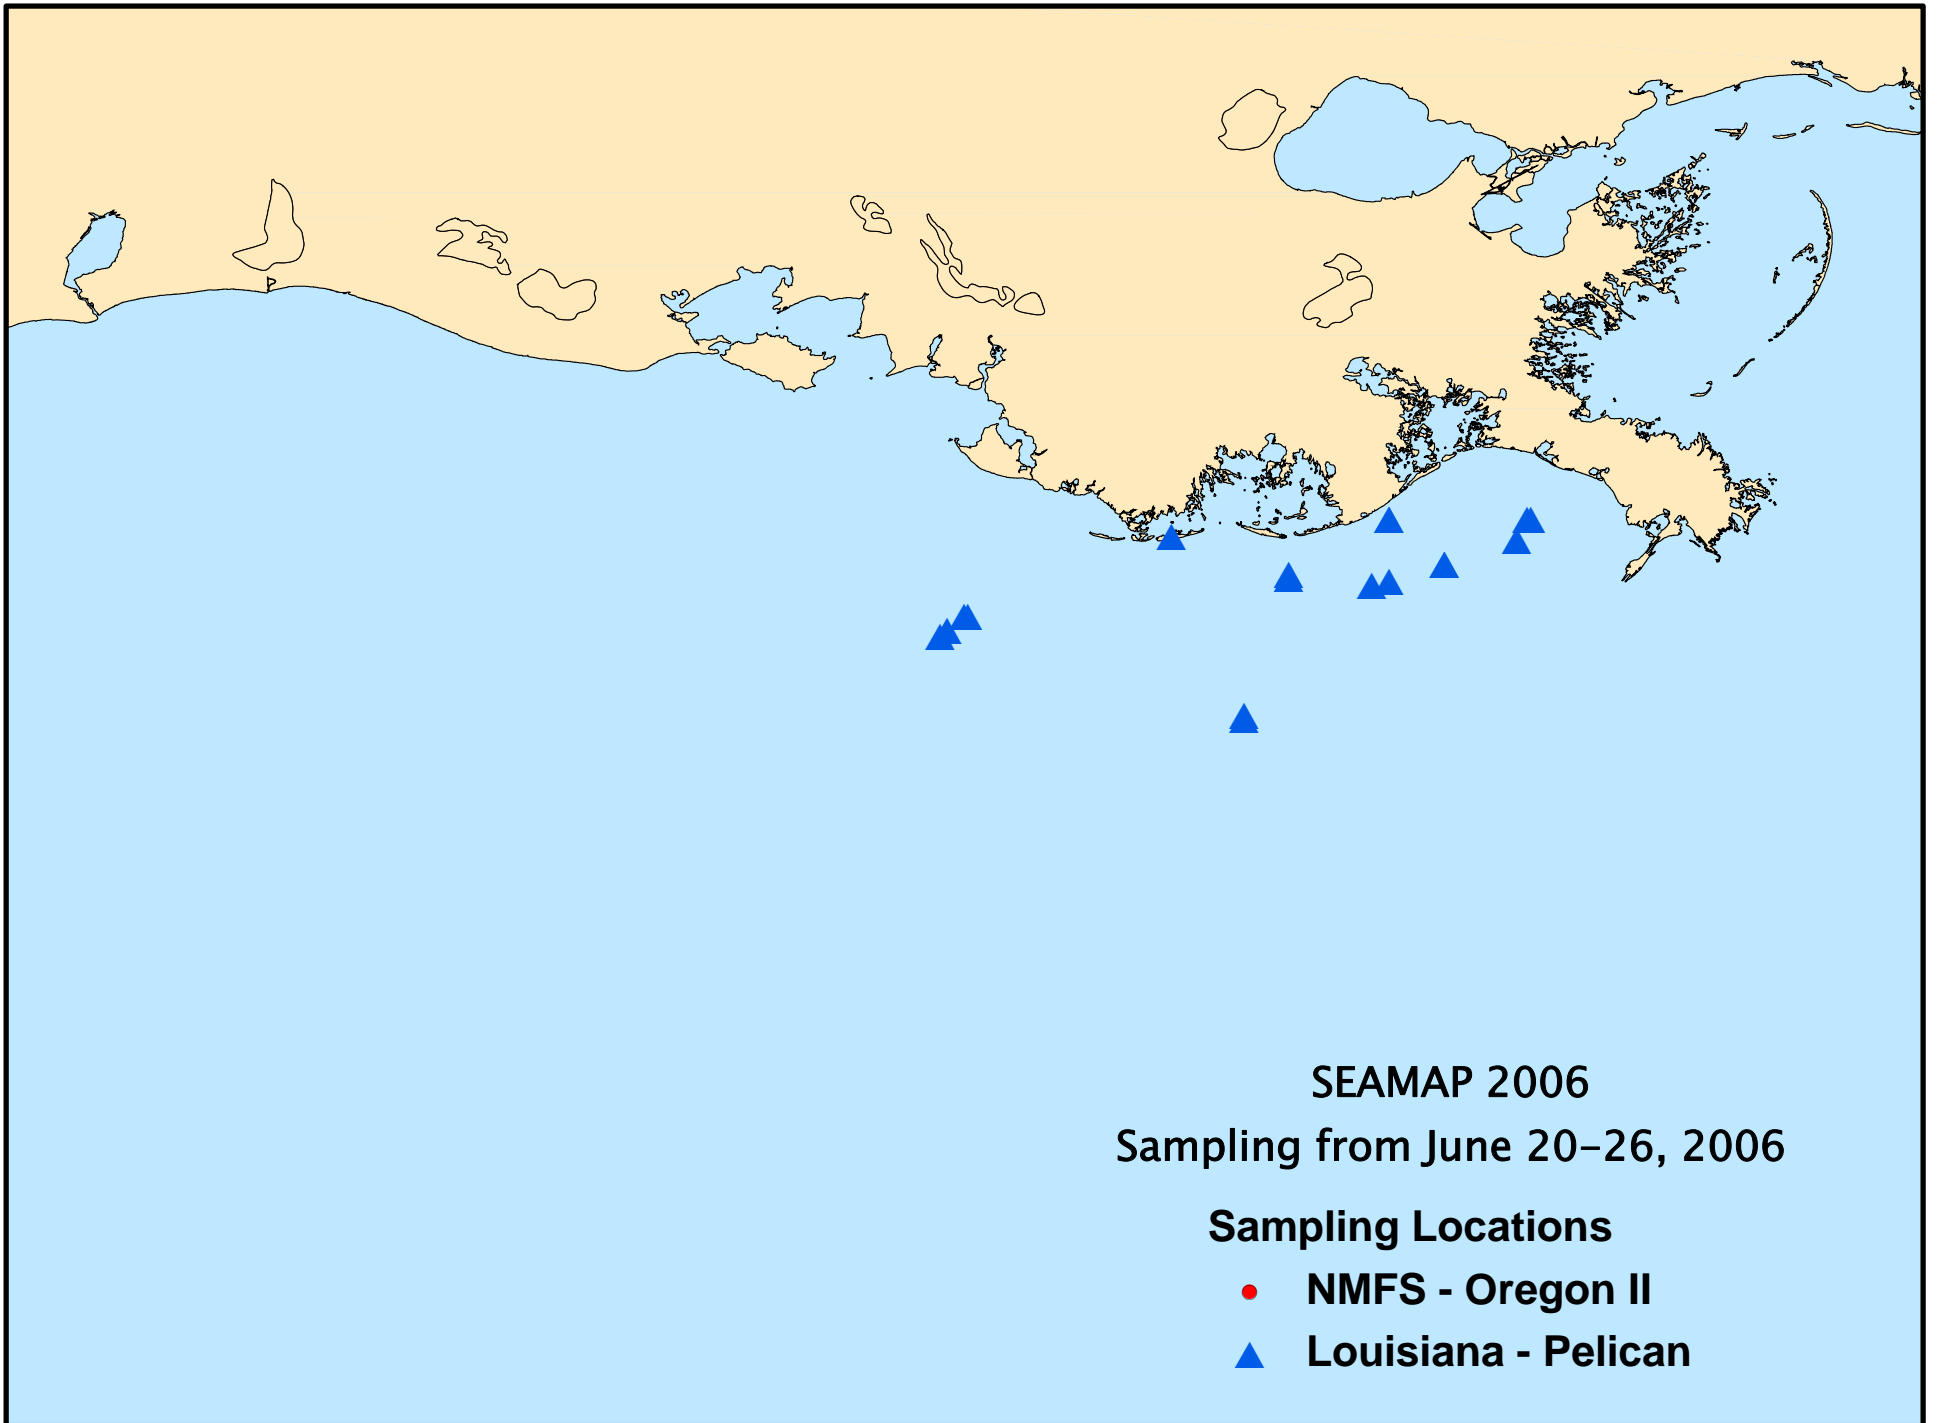 SEAMAP 2006
Sampling from June 20-26, 2006
Sampling Locations
NMFS - Oregon II
Louisiana - Pelican